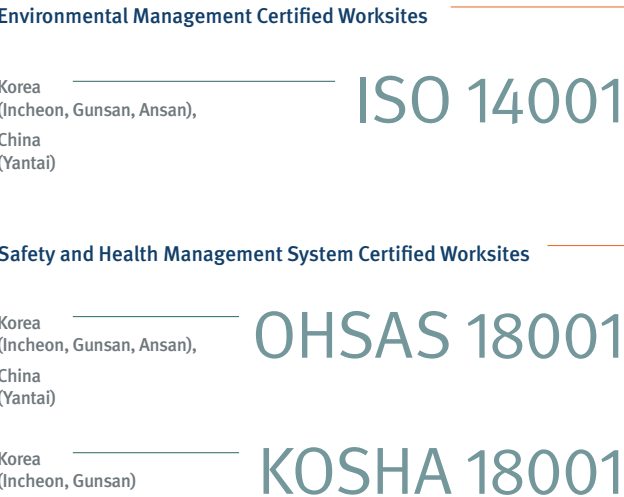 Environmental Management Certified Worksites
Korea
(Incheon, Gunsan, Ansan),
China
(Yantai)
ISO 14001
Safety and Health Management System Certified Worksites
Korea
(Incheon, Gunsan, Ansan),
China
(Yantai)
OHSAS 18001
Korea
(Incheon, Gunsan)
KOSHA 18001